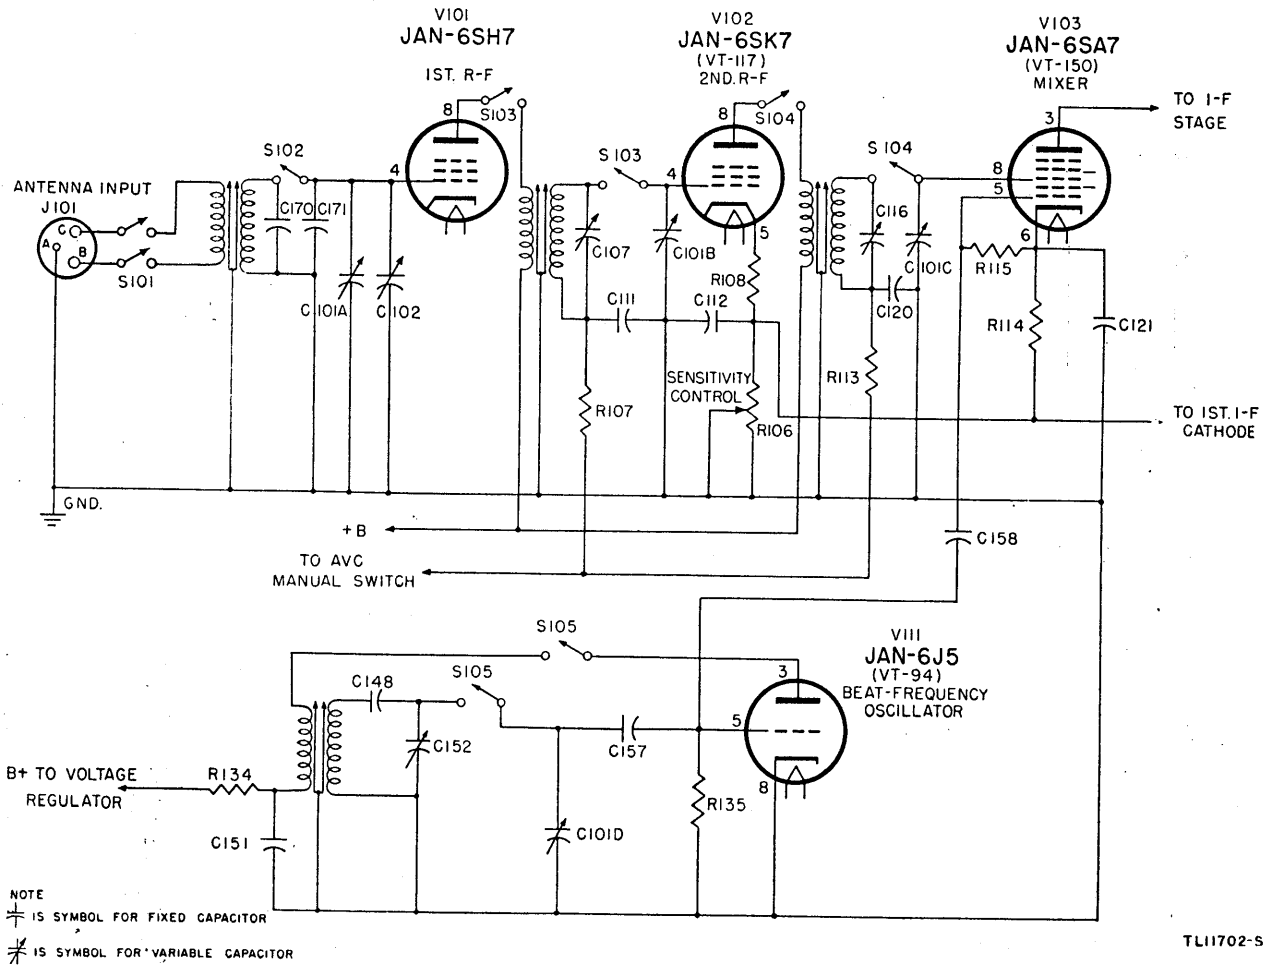 V101
JAN-6SH7
1ST. R-F
V102
JAN-6SK7
(VT-117)
2ND. R-F
V103
JAN-6SA7
(VT-150)
MIXER
TO I-F
STAGE
ANTENNA INPUT
J101
C
A
B
S101
S102
C170
C171
C101A
C102
8
4
S103
S103
C107
C101B
8
4
5
S104
R108
C111
C112
S104
C116
C101C
C120
3
8
5
6
R115
R114
C121
R107
SENSITIVITY
CONTROL
R106
R113
TO 1ST. I-F
CATHODE
GND.
+B
TO AVC
MANUAL SWITCH
C158
S105
S105
C148
C152
C157
V111
JAN-6J5
(VT-94)
BEAT-FREQUENCY
OSCILLATOR
3
5
8
B+ TO VOLTAGE
REGULATOR
R134
C151
C101D
R135
NOTE
IS SYMBOL FOR FIXED CAPACITOR
IS SYMBOL FOR VARIABLE CAPACITOR
TL11702-S